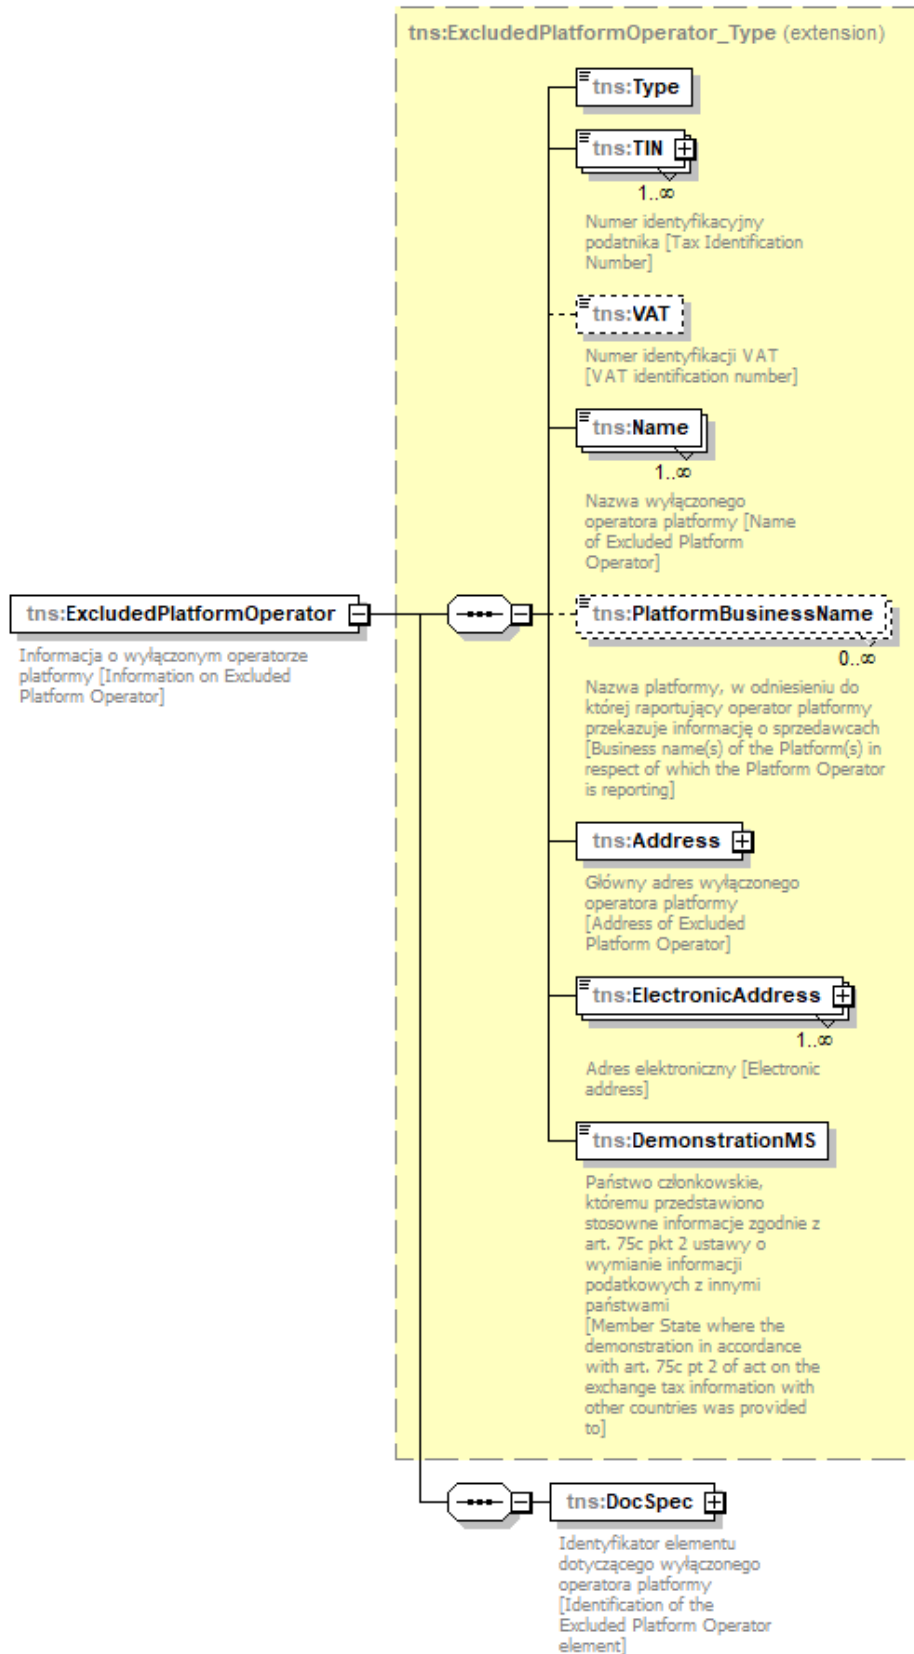 tns:ExcludedPlatformOperator_Type (extension)
tns:Type
tns:TIN
1..∞
Numer identyfikacyjny
podatnika [Tax Identification
Number]
tns:VAT
Numer identyfikacji VAT
[VAT identification number]
tns:Name
1..∞
Nazwa wyłączonego
operatora platformy [Name
of Excluded Platform
Operator]
tns:ExcludedPlatformOperator
Informacja o wyłączonym operatorze
platformy [Information on Excluded
Platform Operator]
tns:PlatformBusinessName
0..∞
Nazwa platformy, w odniesieniu do
której raportujący operator platformy
przekazuje informację o sprzedawcach
[Business name(s) of the Platform(s) in
respect of which the Platform Operator
is reporting]
tns:Address
Główny adres wyłączonego
operatora platformy
[Address of Excluded
Platform Operator]
tns:ElectronicAddress
1..∞
Adres elektroniczny [Electronic
address]
tns:DemonstrationMS
Państwo członkowskie,
któremu przedstawiono
stosowne informacje zgodnie z
art. 75c pkt 2 ustawy o
wymianie informacji
podatkowych z innymi
państwami
[Member State where the
demonstration in accordance
with art. 75c pt 2 of act on the
exchange tax information with
other countries was provided
to]
tns:DocSpec
Identyfikator elementu
dotyczącego wyłączonego
operatora platformy
[Identification of the
Excluded Platform Operator
element]